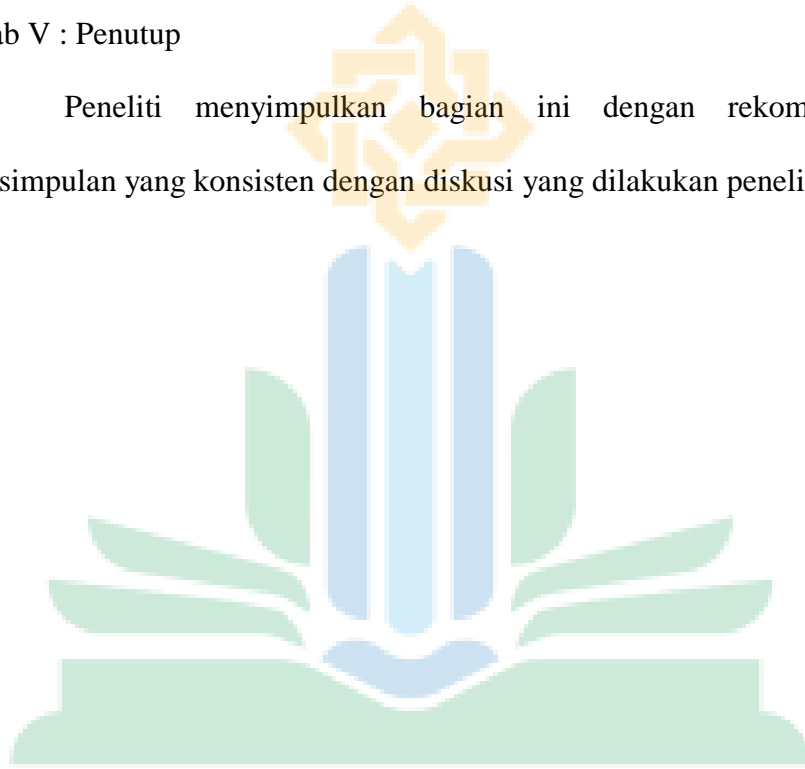 ab V : Penutup
Peneliti menyimpulkan bagian ini dengan rekom
simpulan yang konsisten dengan diskusi yang dilakukan peneli